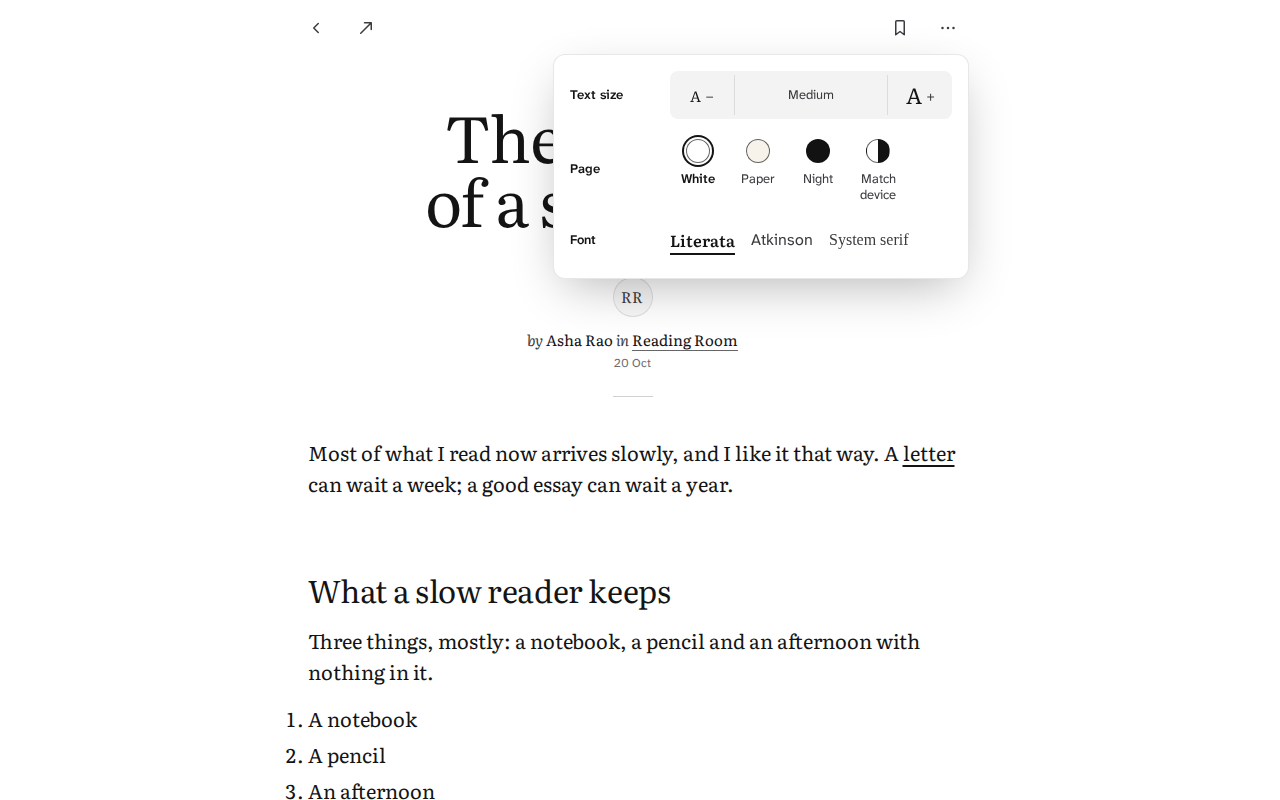 Text size
A −
Medium
A +
Page
White
Paper
Night
Match
device
Font
Literata
Atkinson
System serif
The
of a
RR
by Asha Rao in Reading Room
20 Oct
Most of what I read now arrives slowly, and I like it that way. A letter
can wait a week; a good essay can wait a year.
What a slow reader keeps
Three things, mostly: a notebook, a pencil and an afternoon with
nothing in it.
1. A notebook
2. A pencil
3. An afternoon